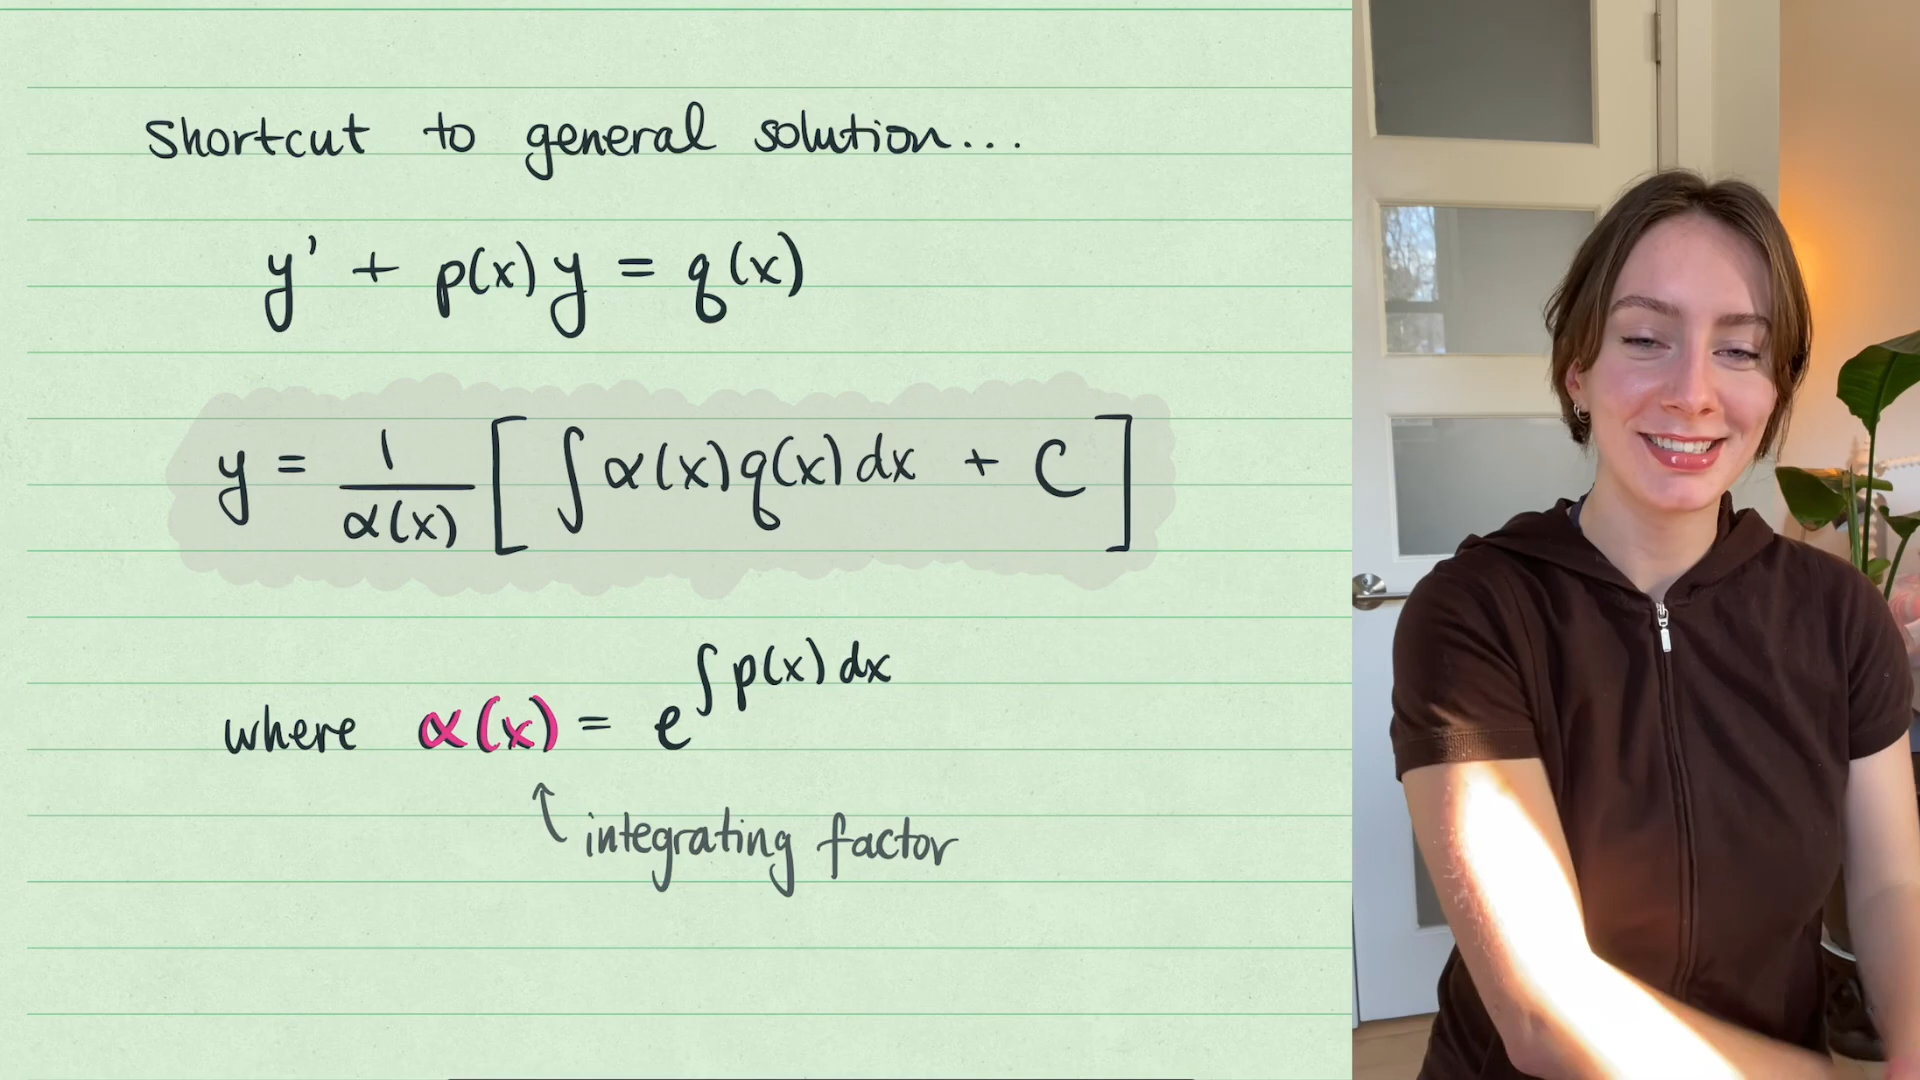 Shortcut to general solution...
y' + p(x) y = q(x)
y = 1/α(x) [ ∫ α(x) q(x) dx + C ]
where α(x) = e^∫ p(x) dx
integrating factor